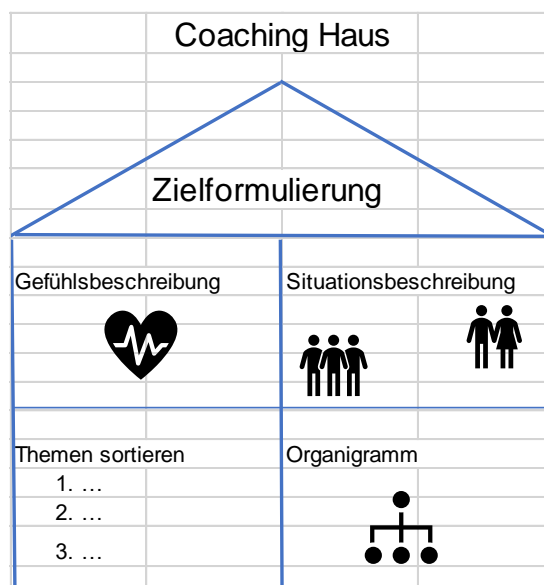 Coaching Haus
Zielformulierung
Gefühlsbeschreibung
Situationsbeschreibung
Themen sortieren
1. ...
2. ...
3. ...
Organigramm